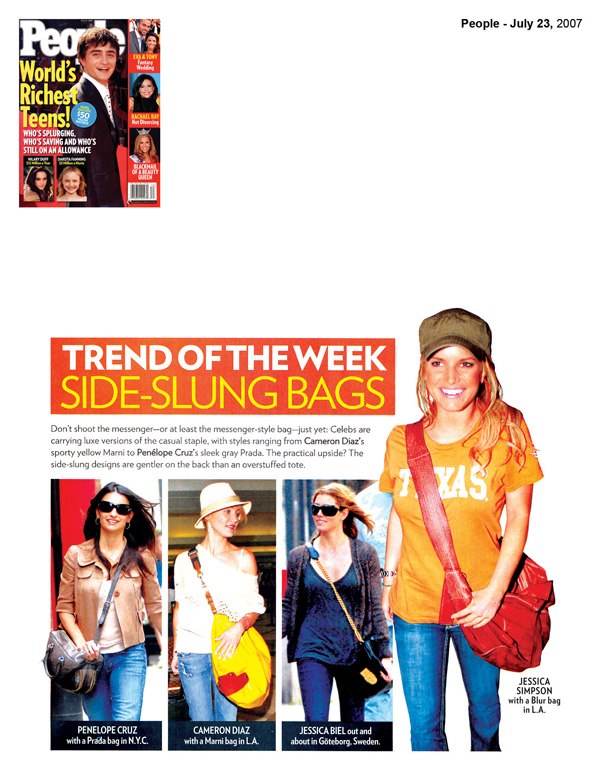 People - July 23, 2007
People
World's
Richest
Teens!
WHO'S SPLURGING,
WHO'S SAVING AND WHO'S
STILL ON AN ALLOWANCE
$50
EVA & TONY
Fantasy
Wedding
RACHAEL RAY
Not Divorcing
BLACKMAIL
OF A BEAUTY
QUEEN
HILARY DUFF
DAKOTA FANNING
TREND OF THE WEEK
SIDE-SLUNG BAGS
Don't shoot the messenger—or at least the messenger-style bag—just yet: Celebs are
carrying luxe versions of the casual staple, with styles ranging from Cameron Diaz's
sporty yellow Marni to Penélope Cruz's sleek gray Prada. The practical upside? The
side-slung designs are gentler on the back than an overstuffed tote.
TEXAS
PENELOPE CRUZ
with a Prada bag in N.Y.C.
CAMERON DIAZ
with a Marni bag in L.A.
JESSICA BIEL out and
about in Göteborg, Sweden.
JESSICA
SIMPSON
with a Blur bag
in L.A.